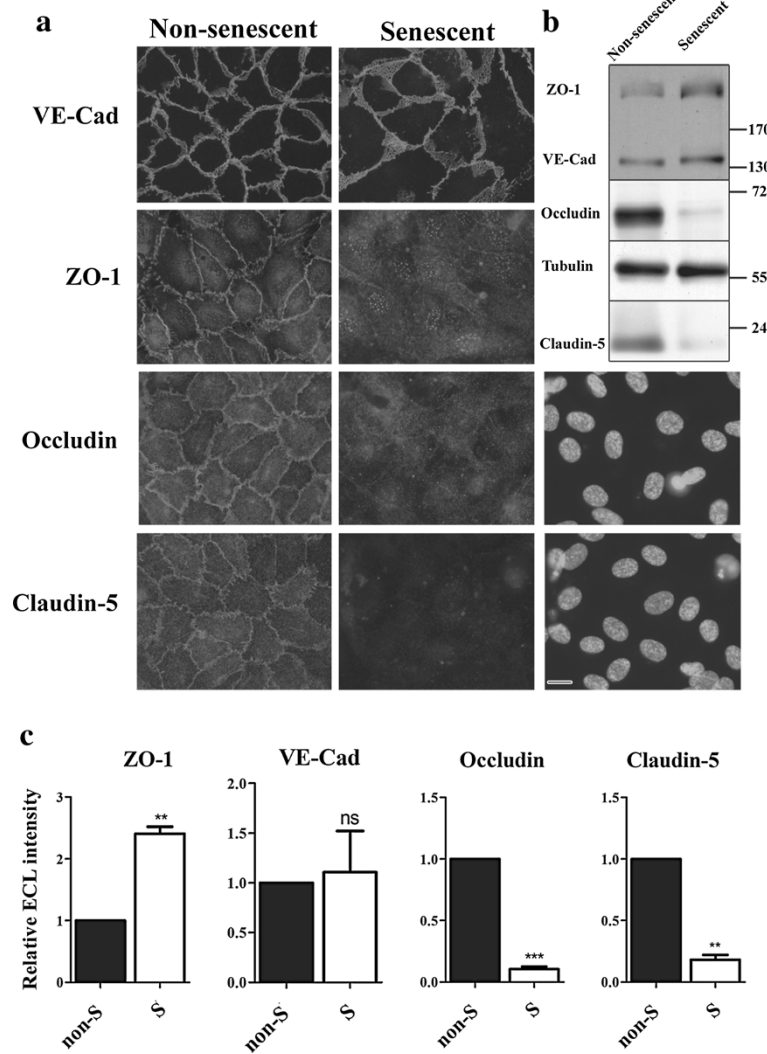 a
Non-senescent
Senescent
VE-Cad
ZO-1
Occludin
Claudin-5
b
Non-senescent
Senescent
ZO-1
170
VE-Cad
130
72
Occludin
Tubulin
55
24
Claudin-5
c
ZO-1
VE-Cad
Occludin
Claudin-5
Relative ECL intensity
3
2
1
0
**
non-S
S
2.0
1.5
1.0
0.5
0.0
ns
non-S
S
1.5
1.0
0.5
0.0
***
non-S
S
1.5
1.0
0.5
0.0
**
non-S
S